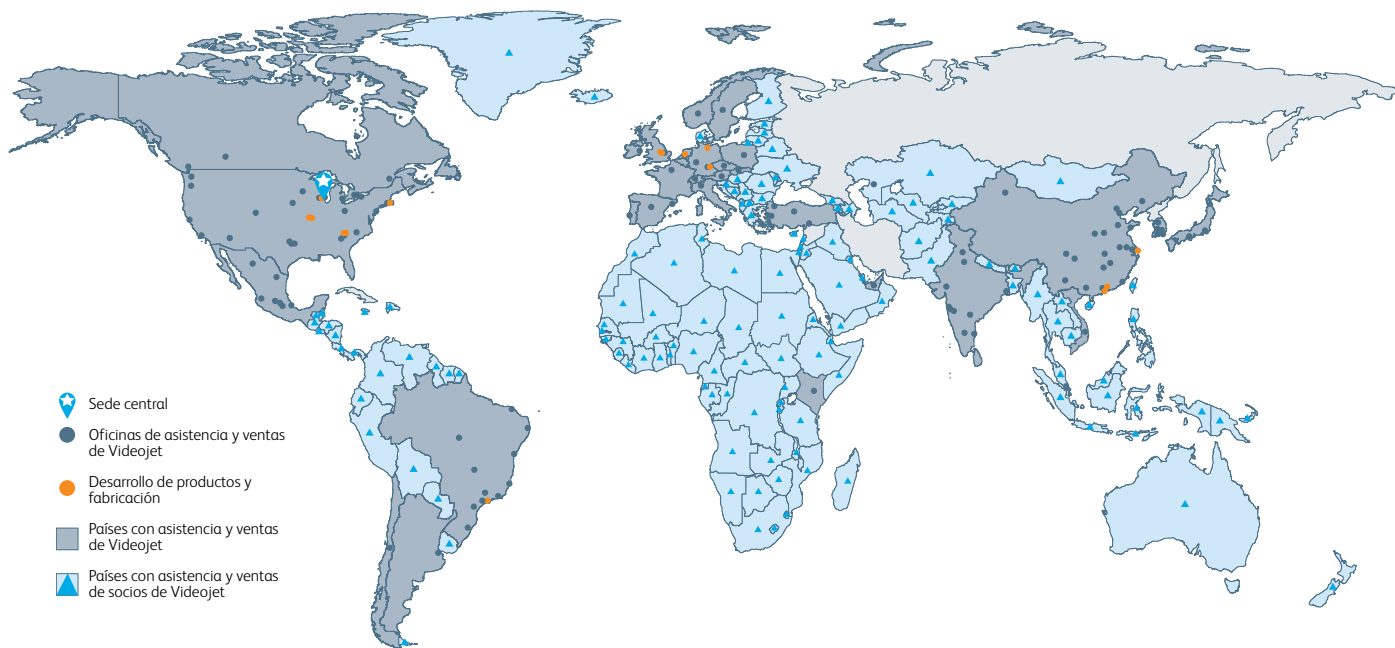 Sede central
Oficinas de asistencia y ventas
de Videojet
Desarrollo de productos y
fabricación
Países con asistencia y ventas
de Videojet
Países con asistencia y ventas
de socios de Videojet